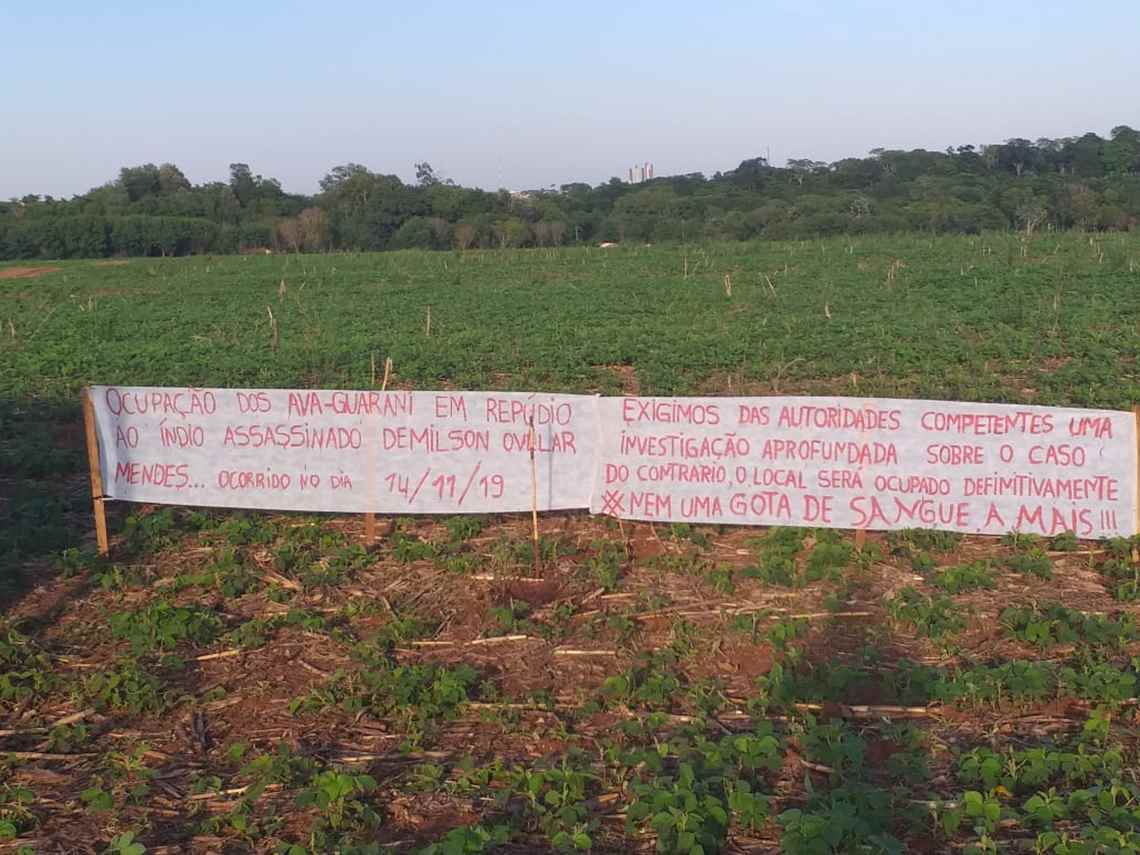 OCUPAÇÃO DOS AVA-GUARANI EM REPÚDIO
AO ÍNDIO ASSASSINADO DEMILSON OVELAR
MENDES... OCORRIDO NO DIA 14/11/19
EXIGIMOS DAS AUTORIDADES COMPETENTES UMA
INVESTIGAÇÃO APROFUNDADA SOBRE O CASO
DO CONTRARIO, O LOCAL SERÁ OCUPADO DEFIMITIVAMENTE
NEM UMA GOTA DE SANGUE A MAIS!!!